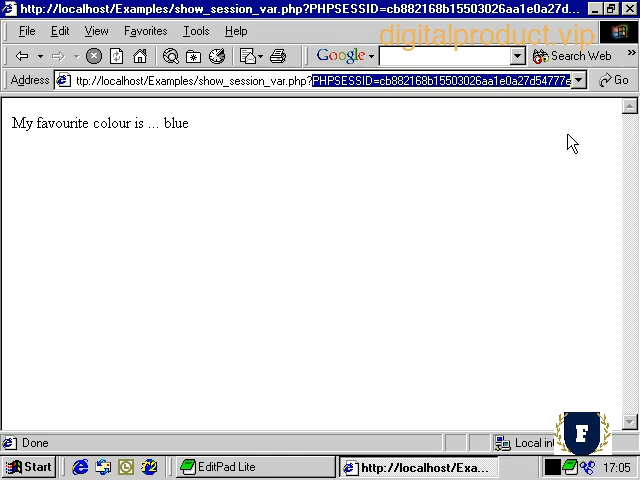 http://localhost/Examples/show_session_var.php?PHPSESSID=cb882168b15503026aa1e0a27d...
File Edit View Favorites Tools Help
digitalproduct.vip
Google Search Web
Address ttp://localhost/Examples/show_session_var.php?PHPSESSID=cb882168b15503026aa1e0a27d54777e Go
My favourite colour is ... blue
Done Local in
F
Start EditPad Lite http://localhost/Exa... 17:05